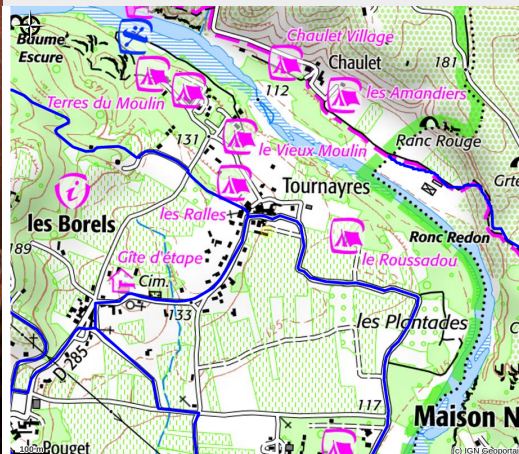 Baume
Escure
Chaulet Village
Chaulet
181
112
les Amandiers
Terres du Moulin
Ranc Rouge
131
le Vieux Moulin
Grte
Tournayres
les Ralles
les Borels
Ronc Redon
le Roussadou
189
Gîte d'étape
Cim.
133
les Plantades
D 285
117
Maison N
Pouget
100 m
(c) IGN Geoportai